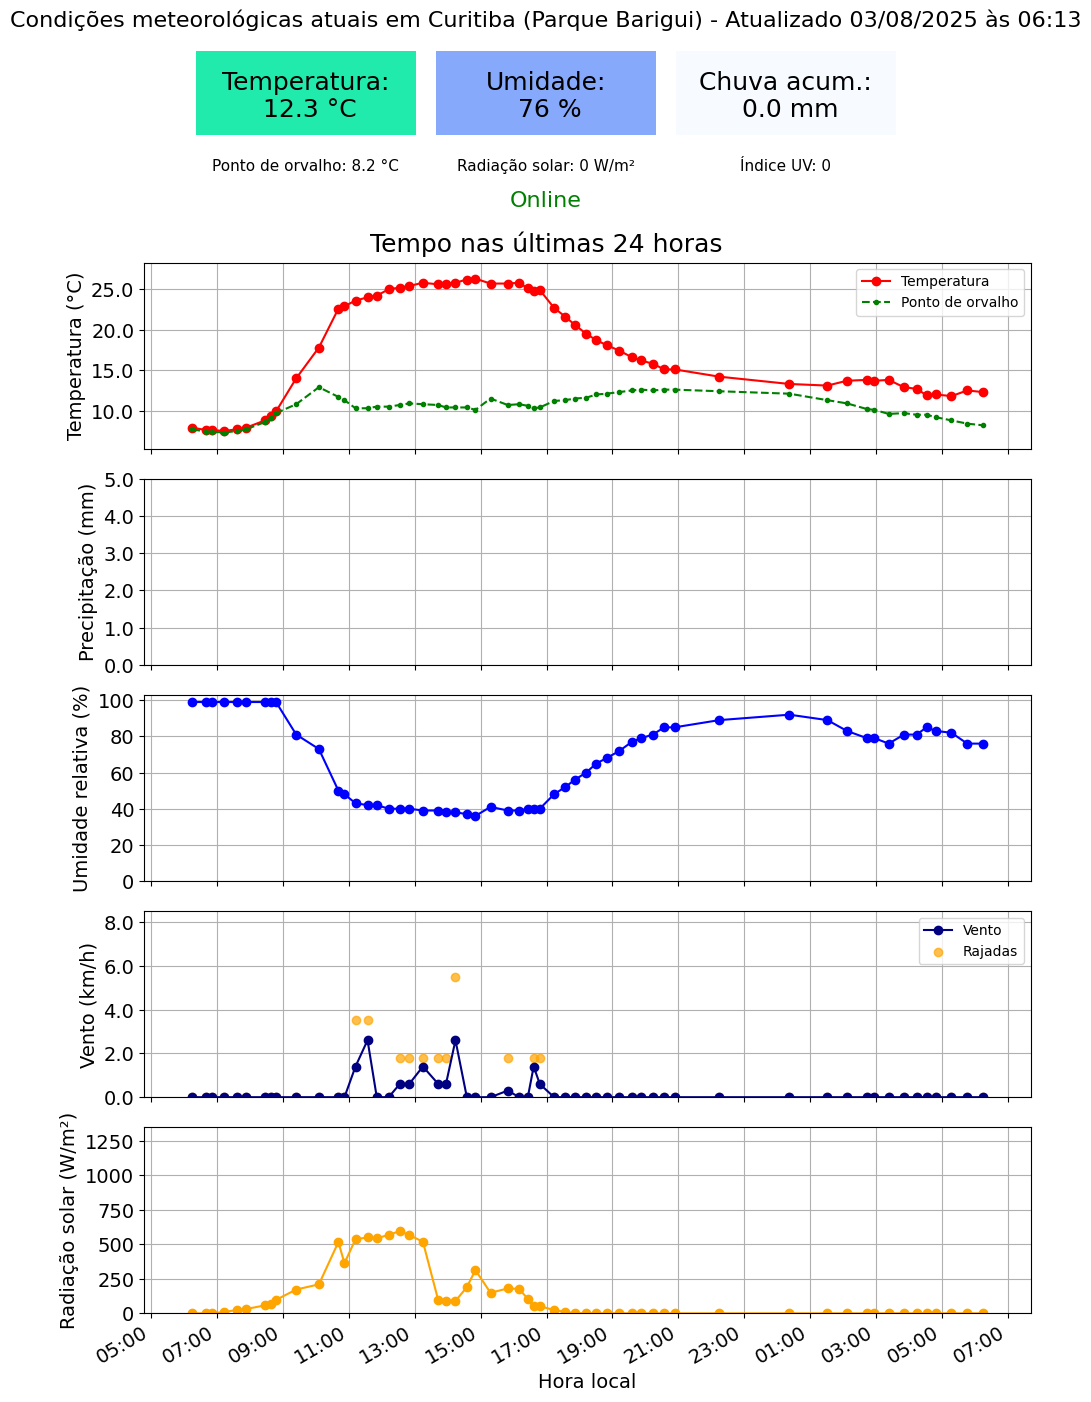 Condições meteorológicas atuais em Curitiba (Parque Barigui) - Atualizado 03/08/2025 às 06:13
Temperatura:
12.3 °C
Umidade:
76 %
Chuva acum.:
0.0 mm
Ponto de orvalho: 8.2 °C
Radiação solar: 0 W/m²
Índice UV: 0
Online
Tempo nas últimas 24 horas
Temperatura (°C)
25.0
20.0
15.0
10.0
Temperatura
Ponto de orvalho
Precipitação (mm)
5.0
4.0
3.0
2.0
1.0
0.0
Umidade relativa (%)
100
80
60
40
20
0
Vento (km/h)
8.0
6.0
4.0
2.0
0.0
Vento
Rajadas
Radiação solar (W/m²)
1250
1000
750
500
250
0
05:00
07:00
09:00
11:00
13:00
15:00
17:00
19:00
21:00
23:00
01:00
03:00
05:00
07:00
Hora local